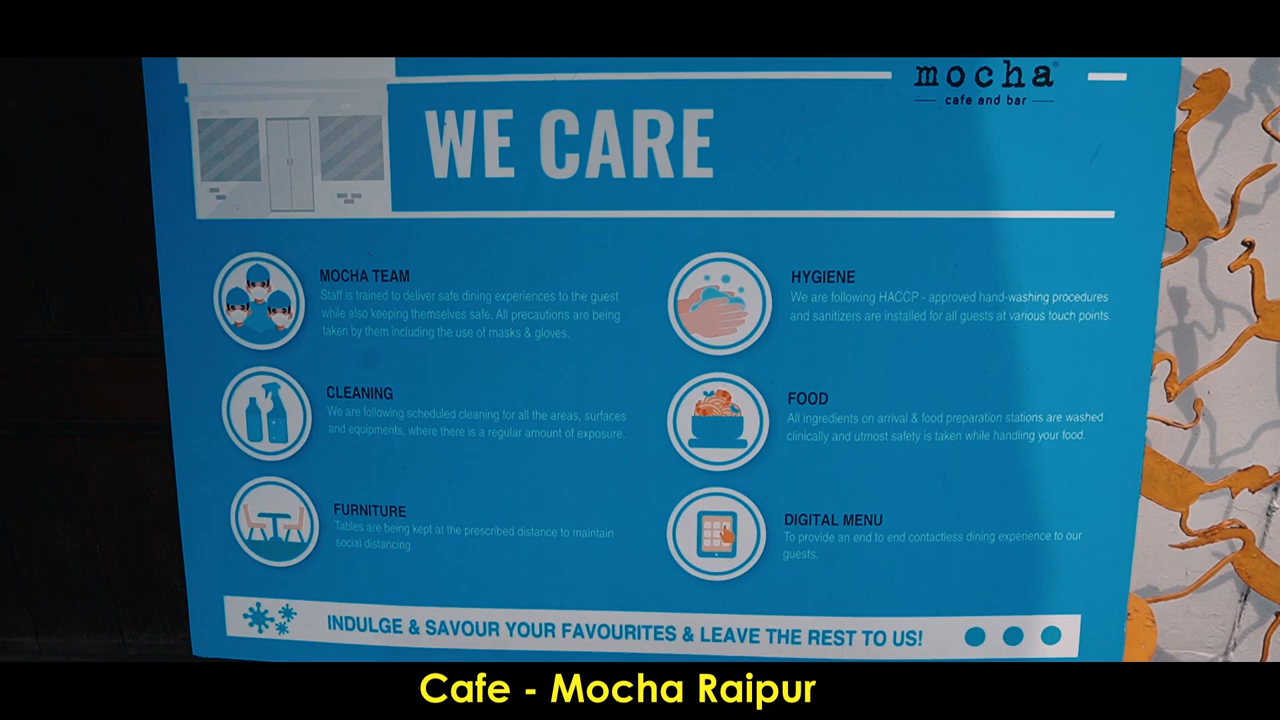 mocha
cafe and bar
WE CARE
MOCHA TEAM
Staff is trained to deliver safe dining experiences to the guest
while also keeping themselves safe. All precautions are being
taken by them including the use of masks & gloves.
HYGIENE
We are following HACCP - approved hand-washing procedures
and sanitizers are installed for all guests at various touch points.
CLEANING
We are following scheduled cleaning for all the areas, surfaces
and equipments, where there is a regular amount of exposure.
FOOD
All ingredients on arrival & food preparation stations are washed
clinically and utmost safety is taken while handling your food.
FURNITURE
Tables are being kept at the prescribed distance to maintain
social distancing.
DIGITAL MENU
To provide an end to end contactless dining experience to our
guests.
INDULGE & SAVOUR YOUR FAVOURITES & LEAVE THE REST TO US!
Cafe - Mocha Raipur